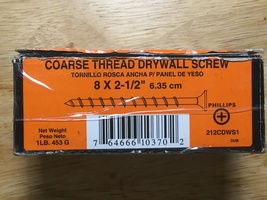 COARSE THREAD DRYWALL SCREW
TORNILLO ROSCA ANCHA P/ PANEL DE YESO
8 X 2-1/2" 6.35 cm
PHILLIPS
Net Weight
Peso Neto
1LB. 453 G
7 64666 10370 2
212CDWS1